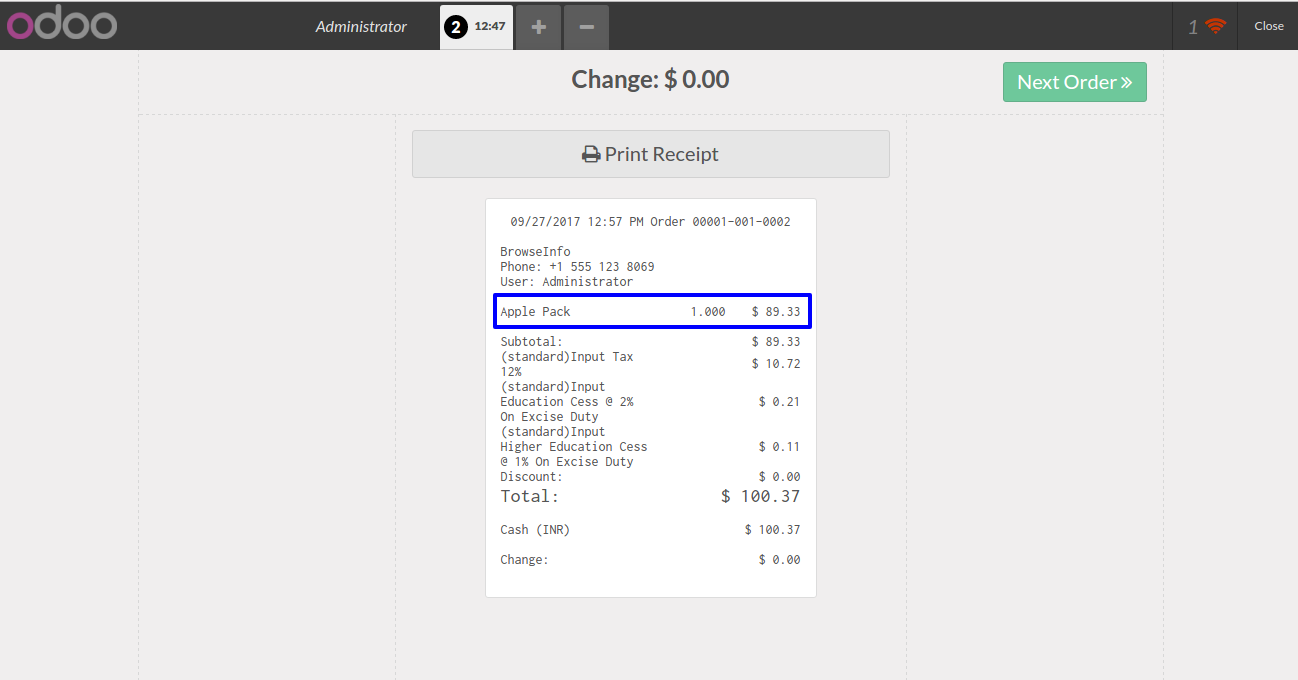 odoo Administrator 2 12:47 + − 1 Close
Change: $ 0.00 Next Order »
Print Receipt
09/27/2017 12:57 PM Order 00001-001-0002
BrowseInfo
Phone: +1 555 123 8069
User: Administrator
Apple Pack 1.000 $ 89.33
Subtotal: $ 89.33
(standard)Input Tax
12% $ 10.72
(standard)Input
Education Cess @ 2% $ 0.21
On Excise Duty
(standard)Input
Higher Education Cess $ 0.11
@ 1% On Excise Duty
Discount: $ 0.00
Total: $ 100.37
Cash (INR) $ 100.37
Change: $ 0.00